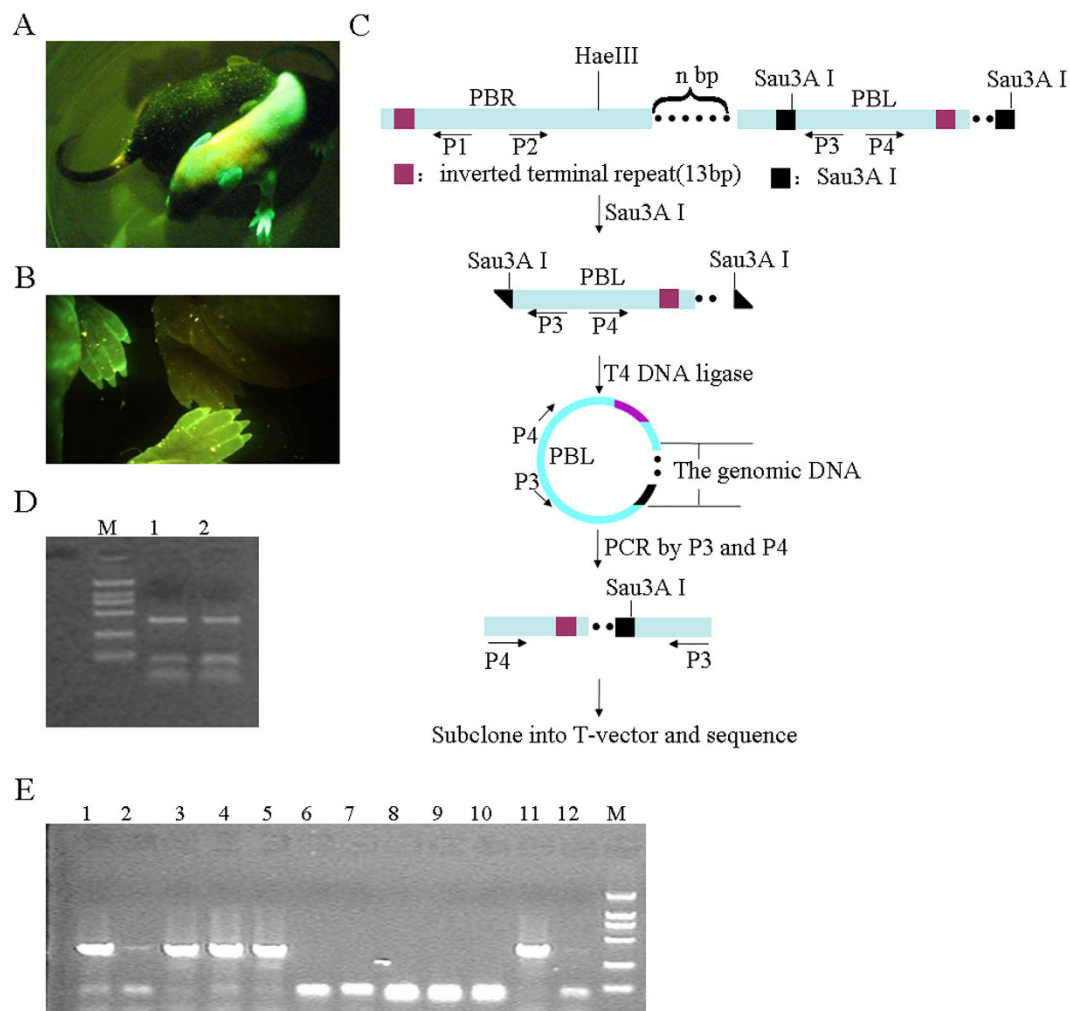 A
B
C
HaeIII
n bp
Sau3A I
Sau3A I
PBR
PBL
P1
P2
P3
P4
: inverted terminal repeat(13bp)
: Sau3A I
Sau3A I
Sau3A I
PBL
Sau3A I
P3
P4
T4 DNA ligase
P4
PBL
P3
The genomic DNA
PCR by P3 and P4
Sau3A I
P4
P3
Subclone into T-vector and sequence
D
M 1 2
E
1 2 3 4 5 6 7 8 9 10 11 12 M